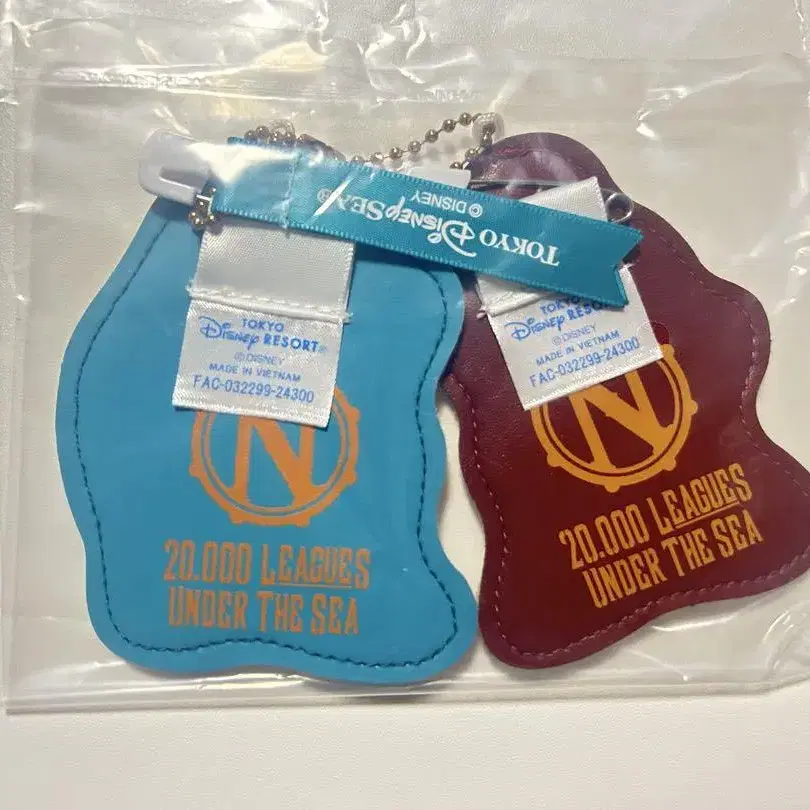 TOKYO DISNEYSEA®
© DISNEY
TOKYO
Disney RESORT®
© DISNEY
MADE IN VIETNAM
FAC-032299-24300
N
20.000 LEAGUES
UNDER THE SEA
TOKYO
Disney RESORT
© DISNEY
MADE IN VIETNAM
FAC-032299-24300
N
20.000 LEAGUES
UNDER THE SEA